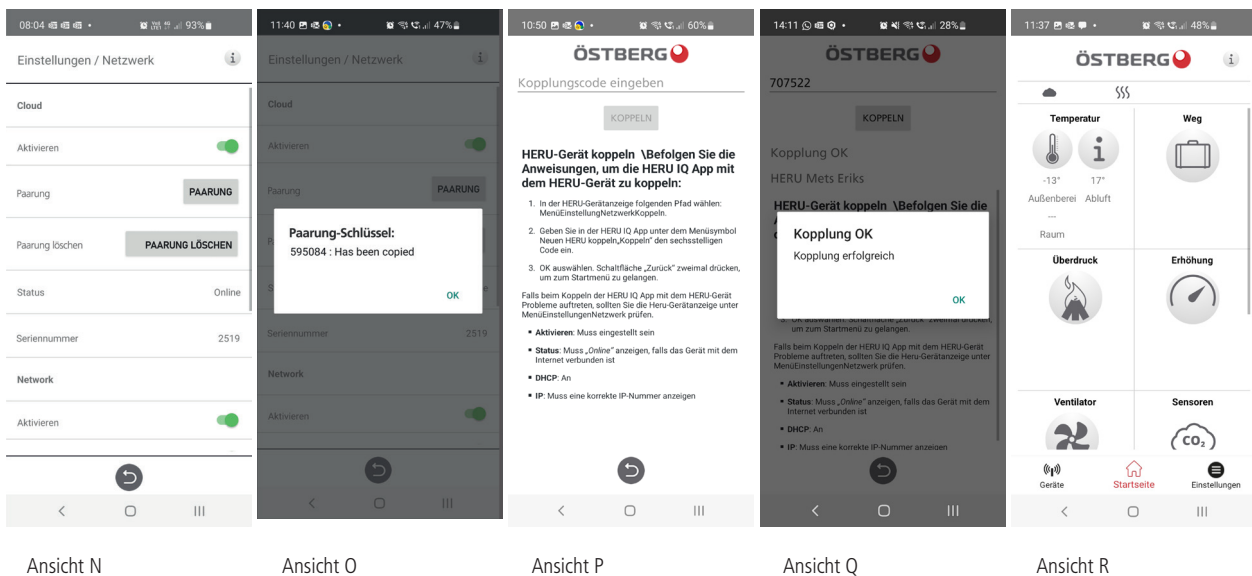 08:04 93%
Einstellungen / Netzwerk i
Cloud
Aktivieren
Paarung PAARUNG
Paarung löschen PAARUNG LÖSCHEN
Status Online
Seriennummer 2519
Network
Aktivieren
Ansicht N
11:40 47%
Einstellungen / Netzwerk i
Cloud
Aktivieren
Paarung PAARUNG
Paarung-Schlüssel:
595084 : Has been copied
OK
Seriennummer 2519
Network
Aktivieren
Ansicht O
10:50 60%
ÖSTBERG
Kopplungscode eingeben
KOPPELN
HERU-Gerät koppeln \Befolgen Sie die
Anweisungen, um die HERU IQ App mit
dem HERU-Gerät zu koppeln:
1. In der HERU-Gerätanzeige folgenden Pfad wählen:
MenüEinstellungNetzwerkKoppeln.
2. Geben Sie in der HERU IQ App unter dem Menüsymbol
Neuen HERU koppeln„Koppeln" den sechsstelligen
Code ein.
3. OK auswählen. Schaltfläche „Zurück" zweimal drücken,
um zum Startmenü zu gelangen.
Falls beim Koppeln der HERU IQ App mit dem HERU-Gerät
Probleme auftreten, sollten Sie die Heru-Gerätanzeige unter
MenüEinstellungenNetzwerk prüfen.
▪ Aktivieren: Muss eingestellt sein
▪ Status: Muss „Online" anzeigen, falls das Gerät mit dem
Internet verbunden ist
▪ DHCP: An
▪ IP: Muss eine korrekte IP-Nummer anzeigen
Ansicht P
14:11 28%
ÖSTBERG
707522
KOPPELN
Kopplung OK
HERU Mets Eriks
HERU-Gerät koppeln \Befolgen Sie die
Kopplung OK
Kopplung erfolgreich
OK
3. OK auswählen. Schaltfläche „Zurück" zweimal drücken,
um zum Startmenü zu gelangen.
Falls beim Koppeln der HERU IQ App mit dem HERU-Gerät
Probleme auftreten, sollten Sie die Heru-Gerätanzeige unter
MenüEinstellungenNetzwerk prüfen.
▪ Aktivieren: Muss eingestellt sein
▪ Status: Muss „Online" anzeigen, falls das Gerät mit dem
Internet verbunden ist
▪ DHCP: An
▪ IP: Muss eine korrekte IP-Nummer anzeigen
Ansicht Q
11:37 48%
ÖSTBERG i
Temperatur Weg
-13° 17°
Außenberei Abluft
---
Raum
Überdruck Erhöhung
Ventilator Sensoren
CO₂
Geräte Startseite Einstellungen
Ansicht R